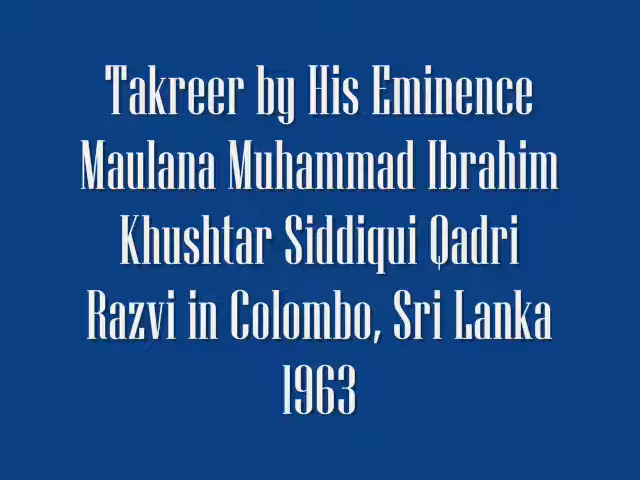 Takreer by His Eminence
Maulana Muhammad Ibrahim
Khushtar Siddiqui Qadri
Razvi in Colombo, Sri Lanka
1963